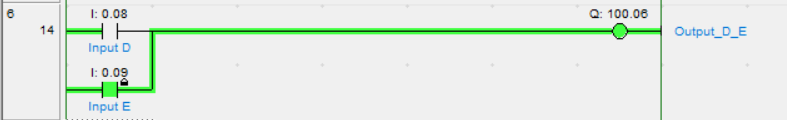 6
14
I: 0.08
Q: 100.06
Input D
Output_D_E
I: 0.09
Input E